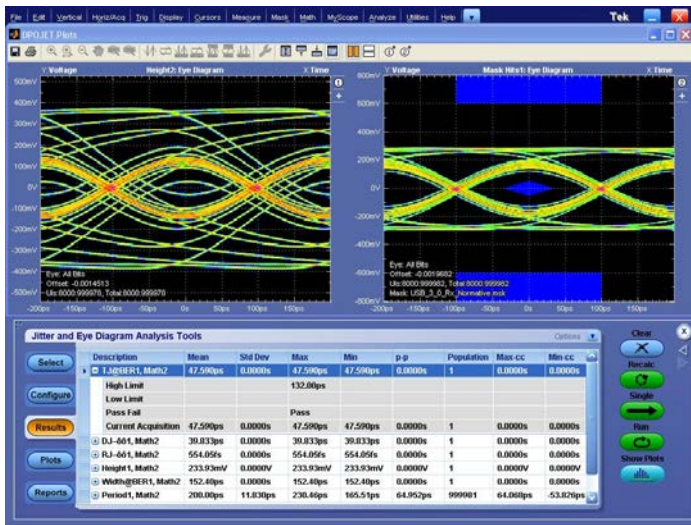 File Edit Vertical Horiz/Acq Trig Display Cursors Measure Mask Math MyScope Analyze Utilities Help Tek
DPOJET Plots
Y: Voltage Height2: Eye Diagram X: Time
500mV
400mV
300mV
200mV
100mV
0V
-100mV
-200mV
-300mV
-400mV
-500mV
Eye: All Bits
Offset: -0.0014513
UIs:8000:999978, Total:8000:999978
-200ps -150ps -100ps -50ps 0s 50ps 100ps 150ps 200ps
Y: Voltage Mask Hits1: Eye Diagram X: Time
800mV
600mV
400mV
200mV
0V
-200mV
-400mV
-600mV
-800mV
Eye: All Bits
Offset: -0.0019682
UIs:8000:999982, Total:8000:999982
Mask: USB_3_0_Rx_Normative.msk
-200ps -150ps -100ps -50ps 0s 50ps 100ps 150ps 200ps
1
2
Jitter and Eye Diagram Analysis Tools Options
Select
Configure
Results
Plots
Reports
Description Mean Std Dev Max Min p-p Population Max-cc Min-cc
TJ@BER1, Math2 47.590ps 0.0000s 47.590ps 47.590ps 0.0000s 1 0.0000s 0.0000s
High Limit 132.00ps
Low Limit
Pass Fail Pass
Current Acquisition 47.590ps 0.0000s 47.590ps 47.590ps 0.0000s 1 0.0000s 0.0000s
DJ-δδ1, Math2 39.833ps 0.0000s 39.833ps 39.833ps 0.0000s 1 0.0000s 0.0000s
RJ-δδ1, Math2 554.05fs 0.0000s 554.05fs 554.05fs 0.0000s 1 0.0000s 0.0000s
Height1, Math2 233.93mV 0.0000V 233.93mV 233.93mV 0.0000V 1 0.0000V 0.0000V
Width@BER1, Math2 152.40ps 0.0000s 152.40ps 152.40ps 0.0000s 1 0.0000s 0.0000s
Period1, Math2 200.00ps 11.830ps 230.46ps 165.51ps 64.952ps 999981 64.068ps -53.826ps
Clear
Recalc
Single
Run
Show Plots